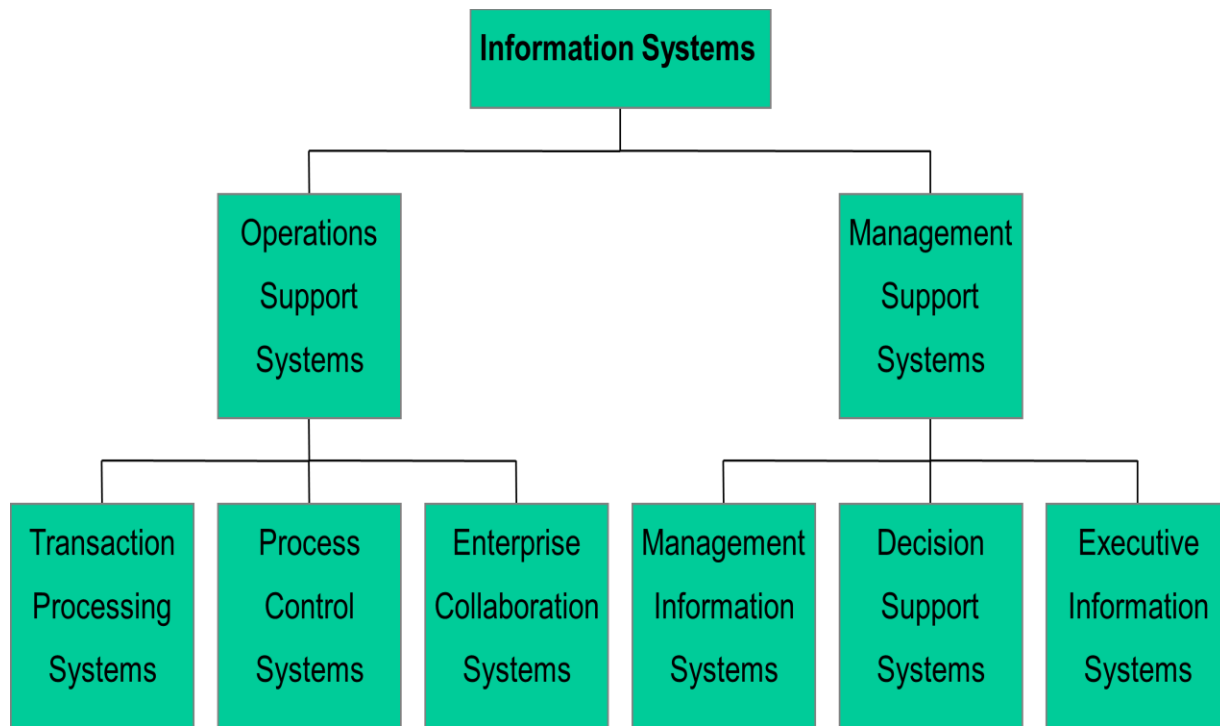 Information Systems
Operations
Support
Systems
Management
Support
Systems
Transaction
Processing
Systems
Process
Control
Systems
Enterprise
Collaboration
Systems
Management
Information
Systems
Decision
Support
Systems
Executive
Information
Systems